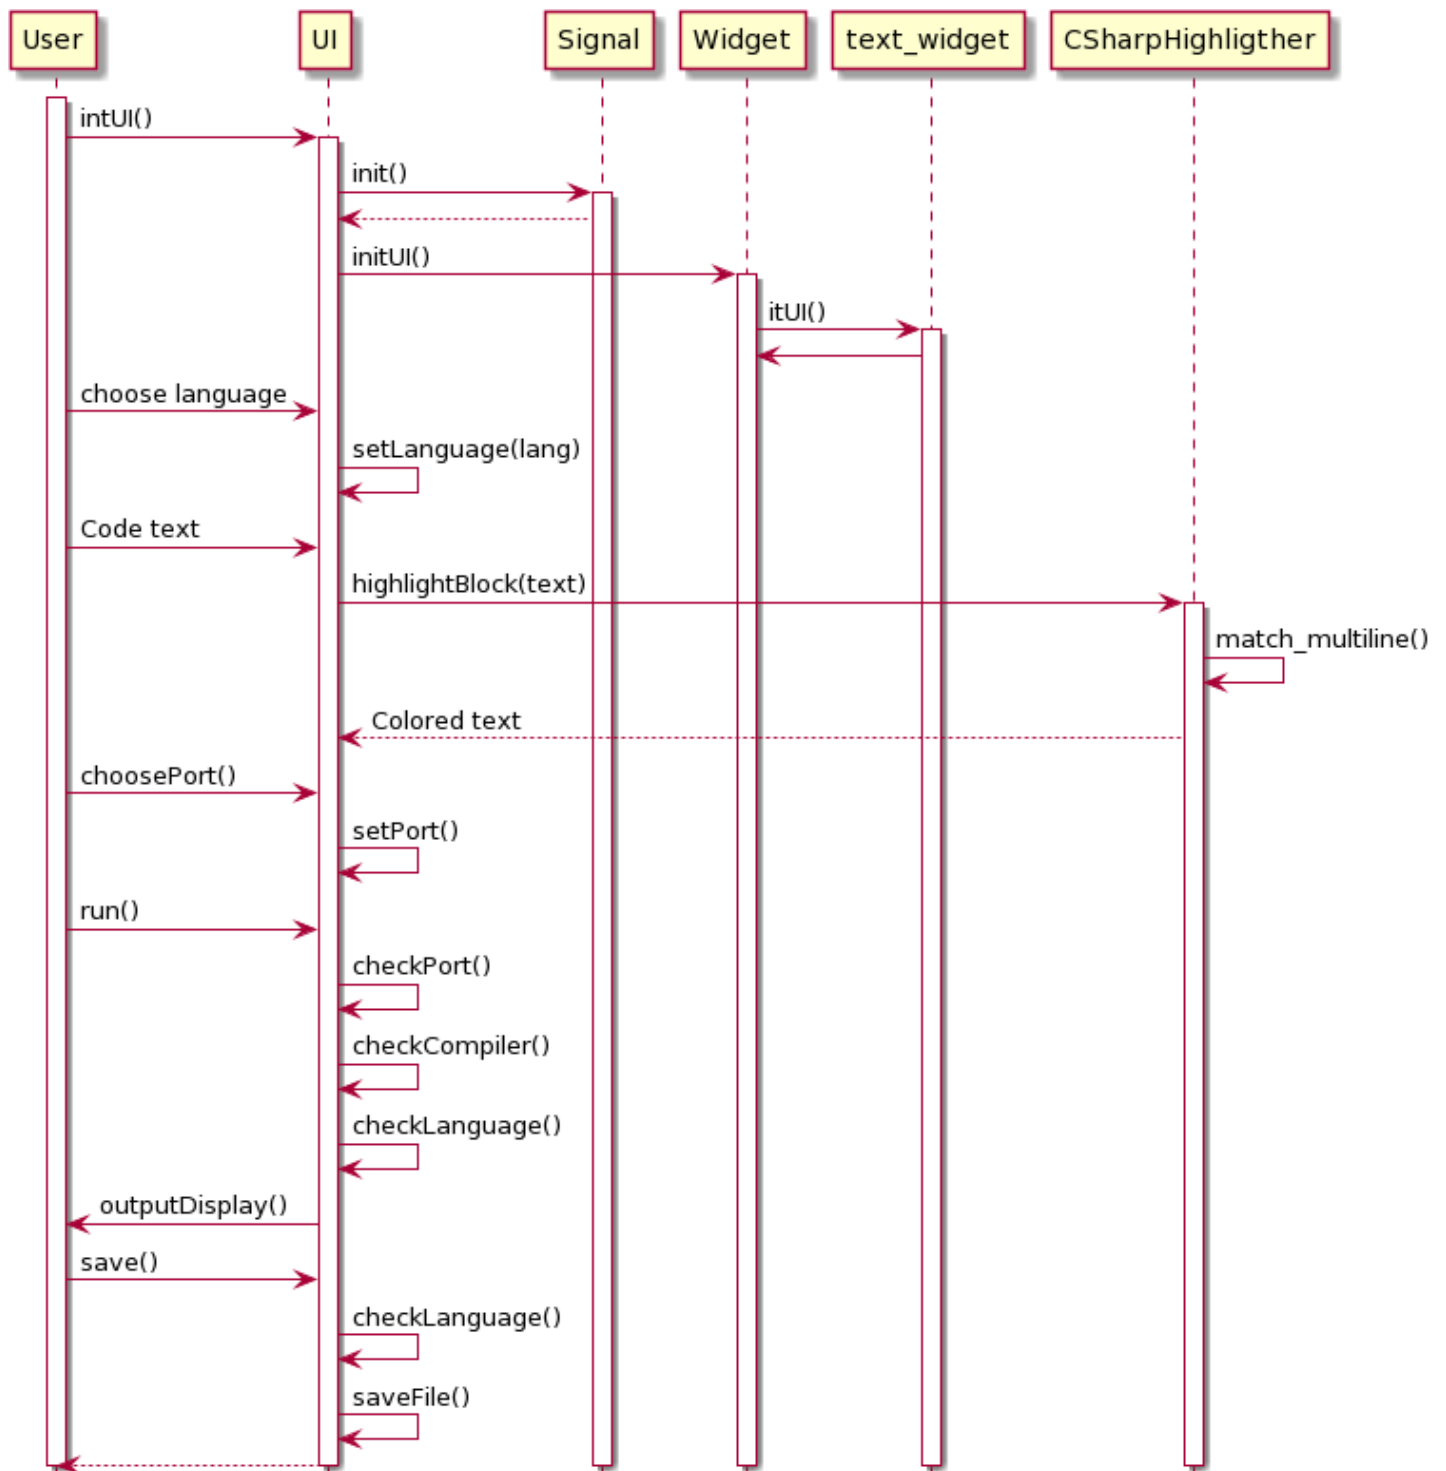 User
UI
Signal
Widget
text_widget
CSharpHighligther
intUI()
init()
initUI()
itUI()
choose language
setLanguage(lang)
Code text
highlightBlock(text)
match_multiline()
Colored text
choosePort()
setPort()
run()
checkPort()
checkCompiler()
checkLanguage()
outputDisplay()
save()
checkLanguage()
saveFile()